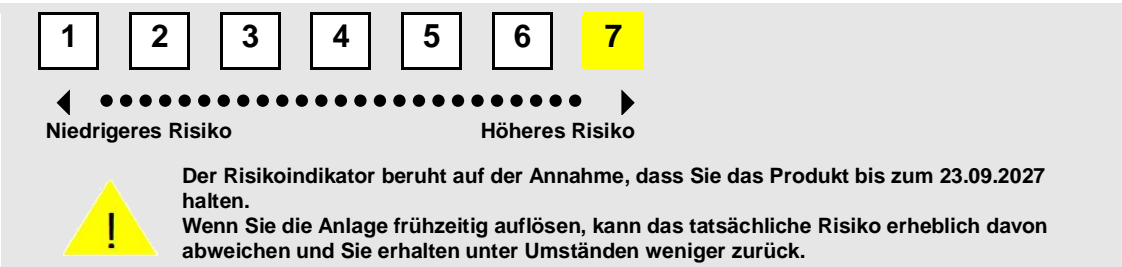 1 2 3 4 5 6 7
Niedrigeres Risiko Höheres Risiko
Der Risikoindikator beruht auf der Annahme, dass Sie das Produkt bis zum 23.09.2027
halten.
Wenn Sie die Anlage frühzeitig auflösen, kann das tatsächliche Risiko erheblich davon
abweichen und Sie erhalten unter Umständen weniger zurück.
!